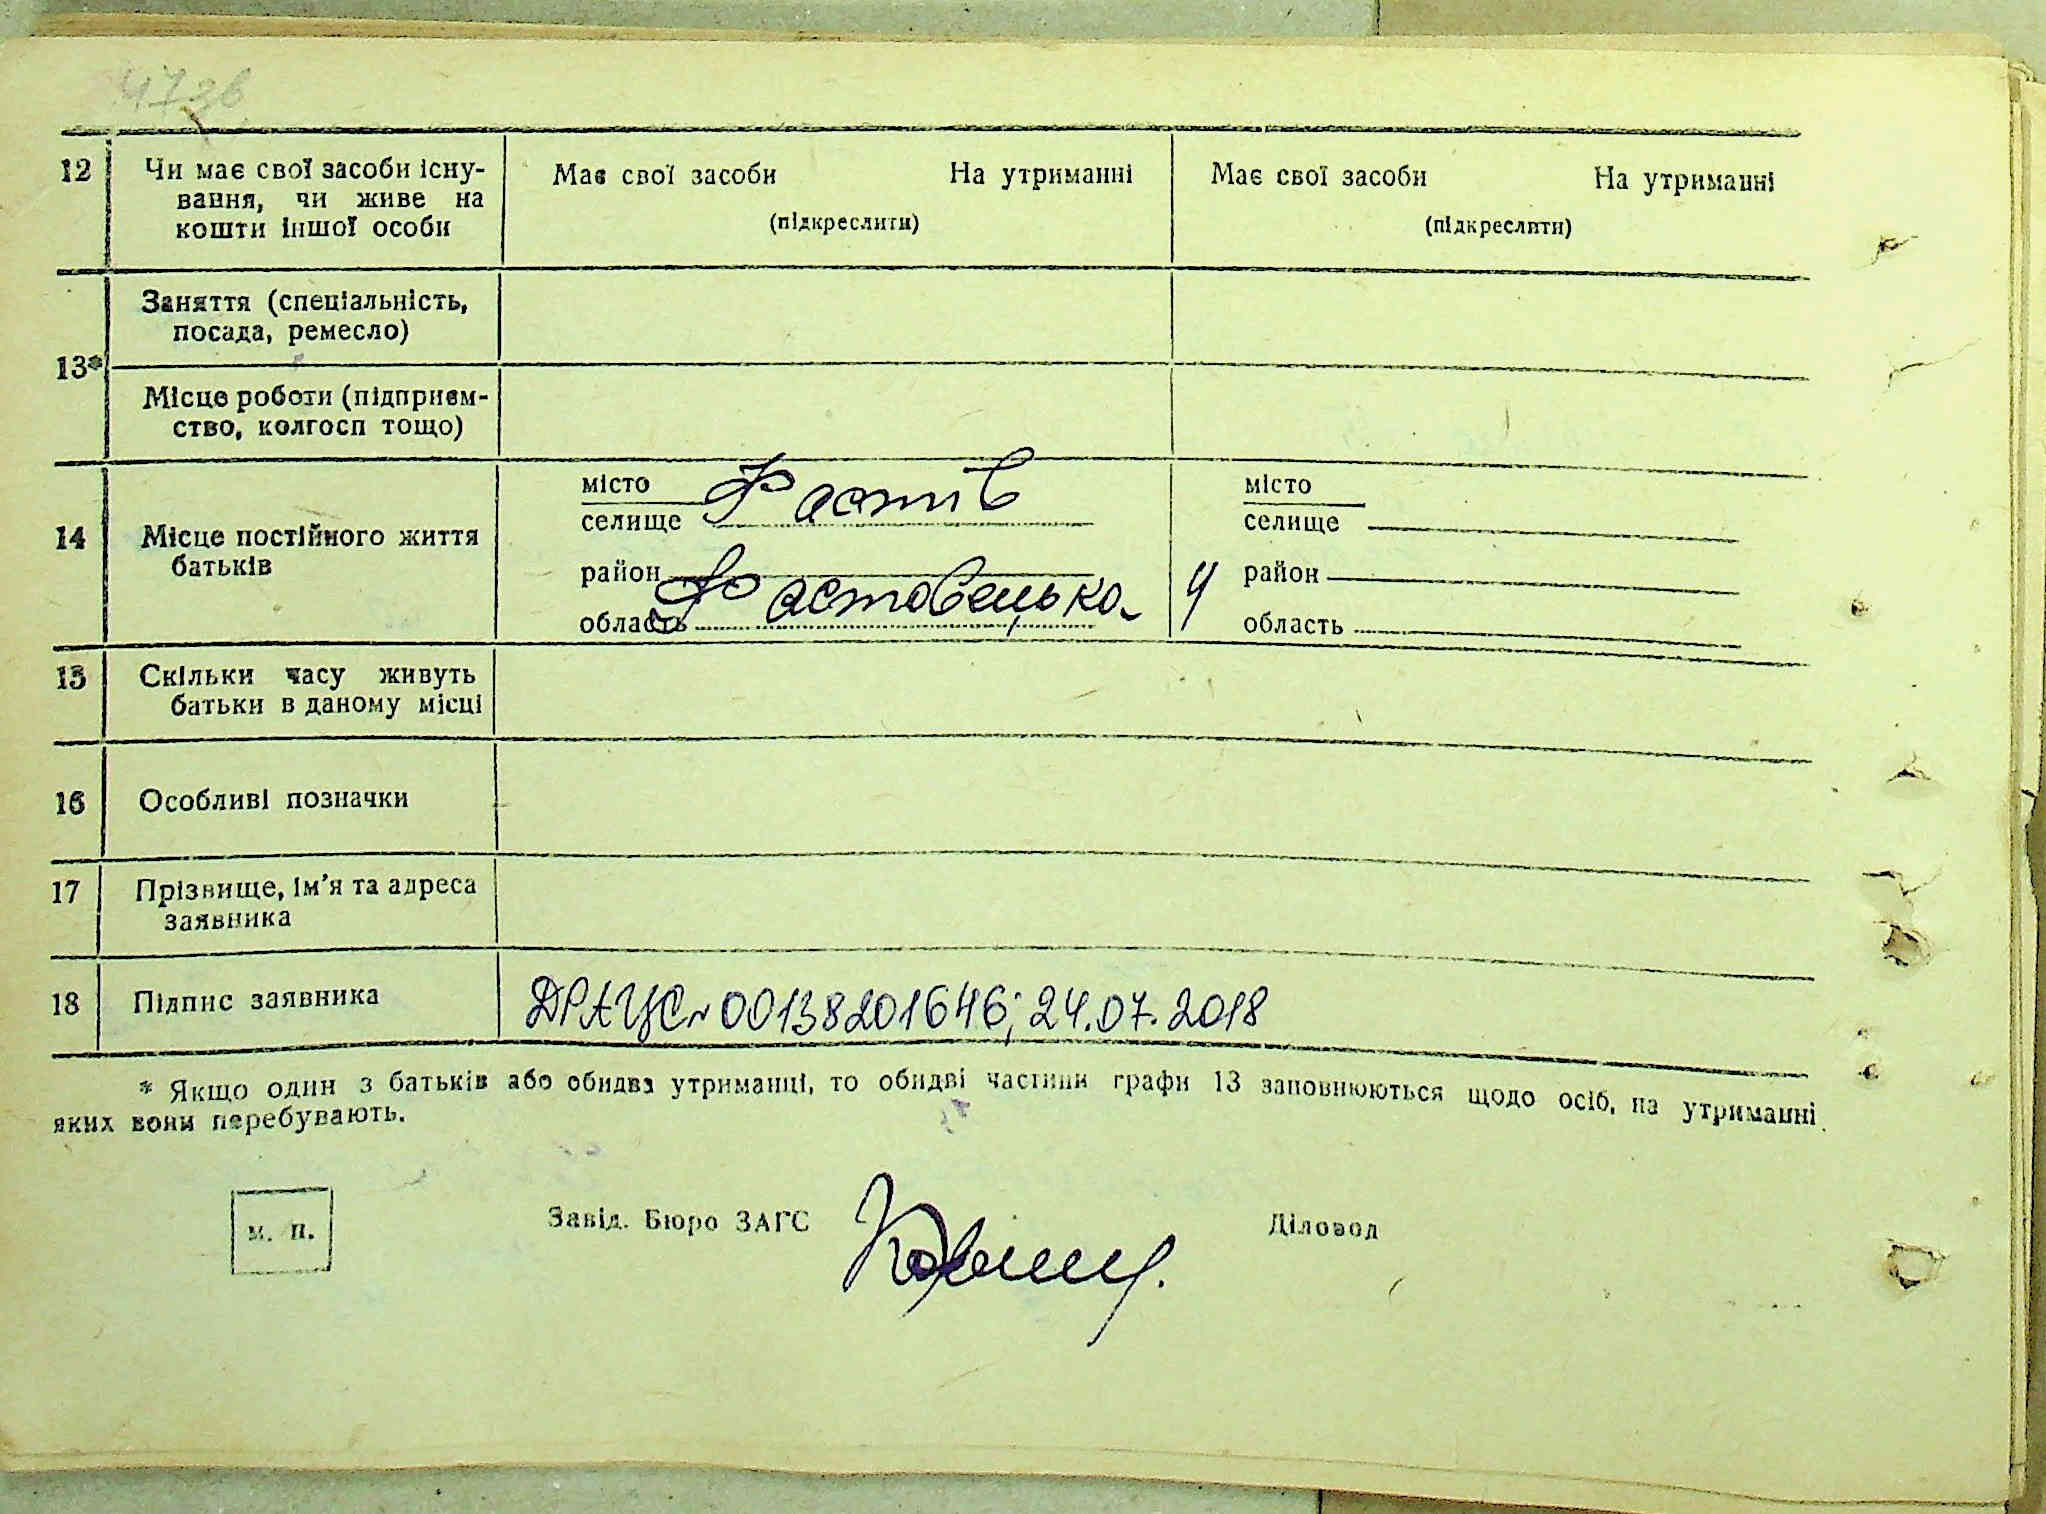 47зв
12 Чи має свої засоби існу-
вання, чи живе на
кошти іншої особи
Має свої засоби На утриманні
(підкреслити)
Має свої засоби На утриманні
(підкреслити)
13*
Заняття (спеціальність,
посада, ремесло)
Місце роботи (підприєм-
ство, колгосп тощо)
14 Місце постійного життя
батьків
місто
селище Фастів
район
область Фастовецька
місто
селище
район
область
15 Скільки часу живуть
батьки в даному місці
16 Особливі позначки
17 Прізвище, ім'я та адреса
заявника
18 Підпис заявника ДРАЦС 00138201646; 24.07.2018
* Якщо один з батьків або обидва утриманці, то обидві частини графи 13 заповнюються щодо осіб, на утриманні
яких вони перебувають.
м. п.
Завід. Бюро ЗАГС
Діловод